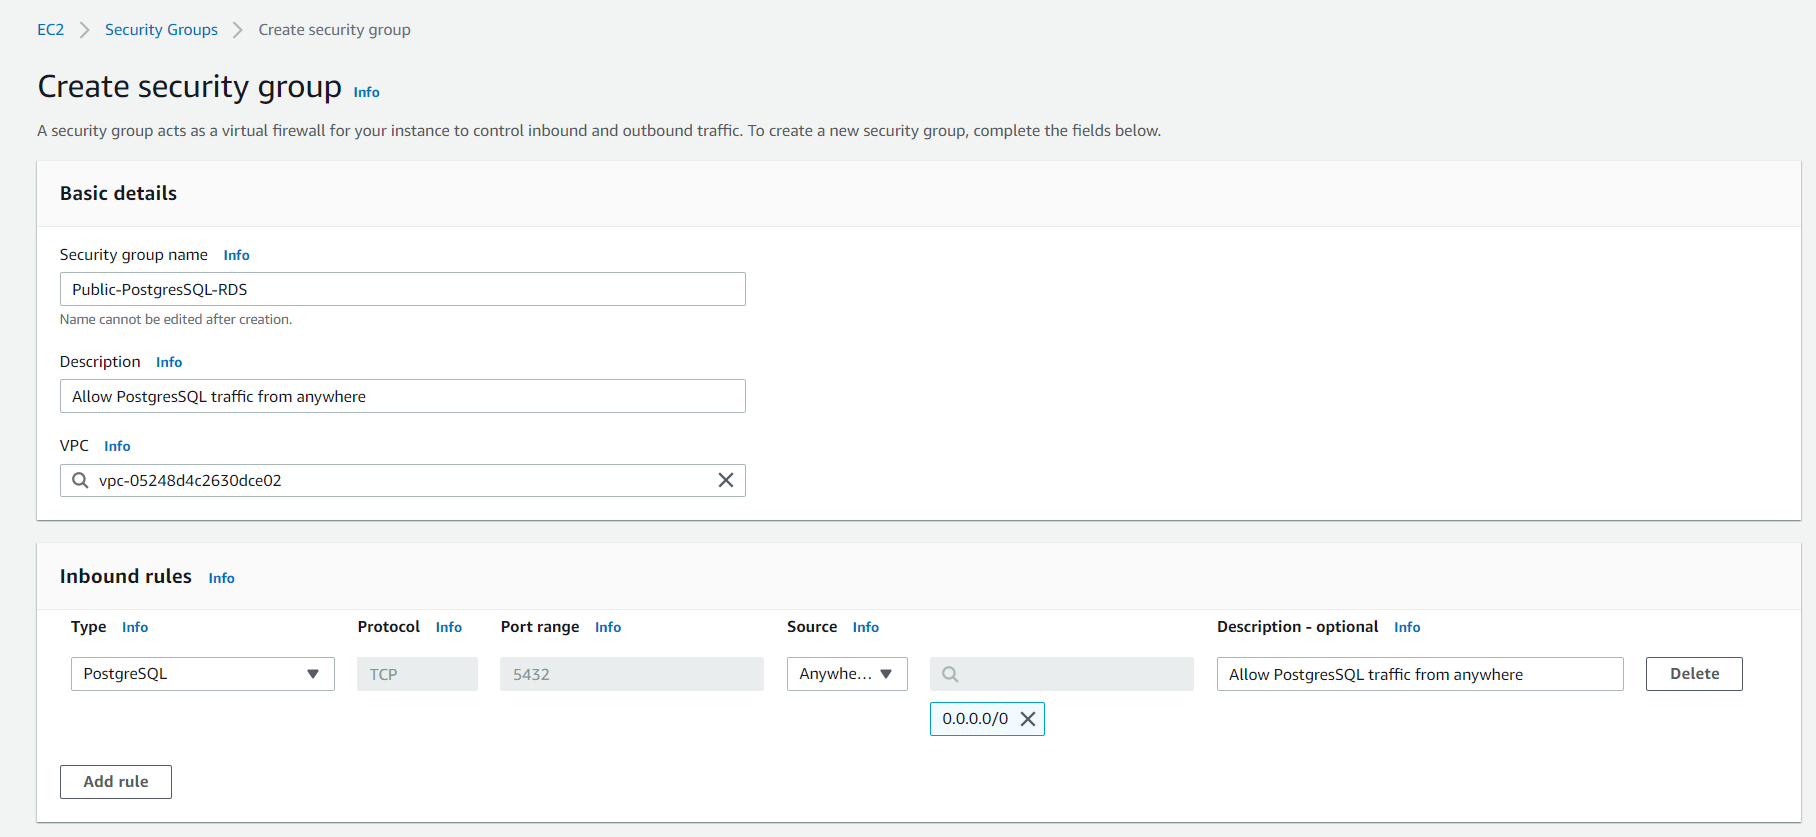 EC2 > Security Groups > Create security group
Create security group Info
A security group acts as a virtual firewall for your instance to control inbound and outbound traffic. To create a new security group, complete the fields below.
Basic details
Security group name Info
Public-PostgresSQL-RDS
Name cannot be edited after creation.
Description Info
Allow PostgresSQL traffic from anywhere
VPC Info
vpc-05248d4c2630dce02
Inbound rules Info
Type Info Protocol Info Port range Info Source Info Description - optional Info
PostgreSQL TCP 5432 Anywhe... Allow PostgresSQL traffic from anywhere Delete
0.0.0.0/0
Add rule